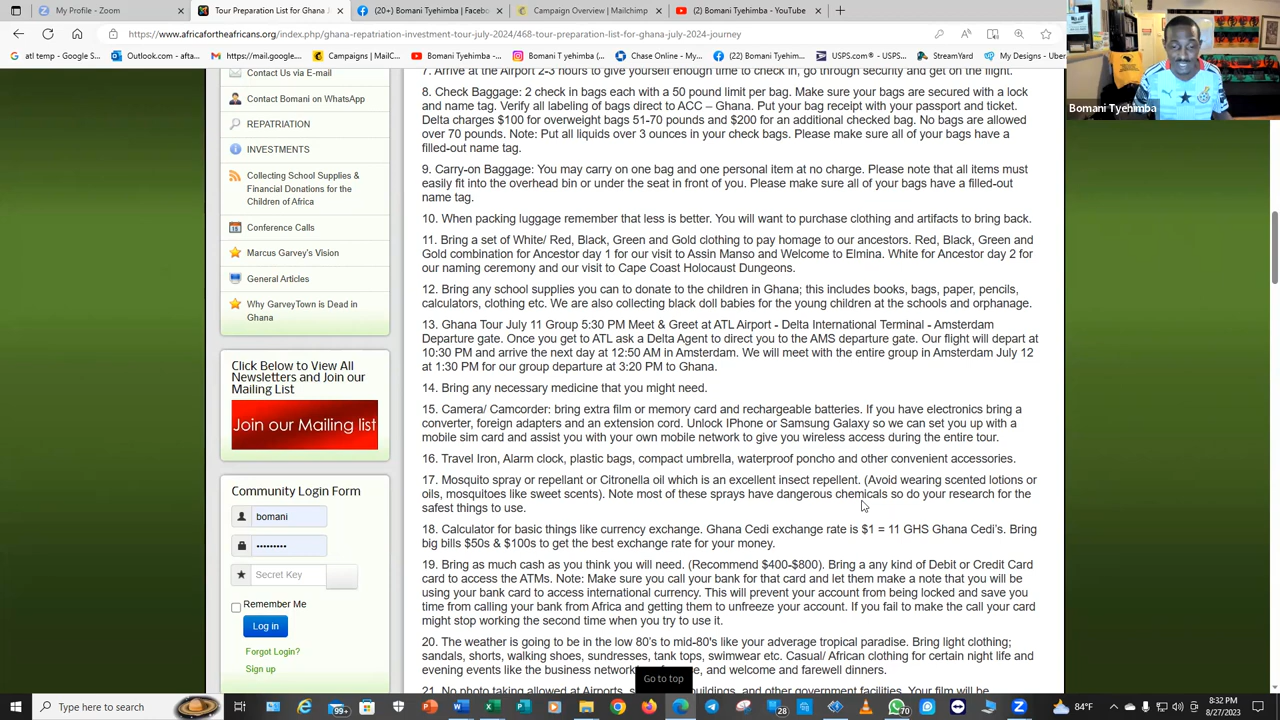 My Profile - Zoom
Tour Preparation List for Ghana J
(20+) Bomani Tyehimba | Faceb
Campaign Overview | Mailchimp
Bomani Tyehimba - YouTube
https://www.africafortheafricans.org/index.php/ghana-repatriation-investment-tour-july-2024/468-tour-preparation-list-for-ghana-july-2024-journey
atl temp - Google S...
Outlook.com - afta...
https://mail.google...
Campaigns | MailC...
Bomani Tyehimba -...
Bomani T yehimb...
Chase Online - My...
(22) Bomani Tyehi...
USPS.com® -...
StreamYard
My Designs - Uber...
Bomani Tyehimba
Contact Us via E-mail
Contact Bomani on WhatsApp
REPATRIATION
INVESTMENTS
Collecting School Supplies &
Financial Donations for the
Children of Africa
Conference Calls
Marcus Garvey's Vision
General Articles
Why GarveyTown is Dead in
Ghana
Click Below to View All
Newsletters and Join our
Mailing List
Join our Mailing list
Community Login Form
bomani
•••••••••
Secret Key
Remember Me
Log in
Forgot Login?
Sign up
7. Arrive at the Airport 2-3 hours to give yourself enough time to check in, go through security and get on the flight.
8. Check Baggage: 2 check in bags each with a 50 pound limit per bag. Make sure your bags are secured with a lock
and name tag. Verify all labeling of bags direct to ACC – Ghana. Put your bag receipt with your passport and ticket.
Delta charges $100 for overweight bags 51-70 pounds and $200 for an additional checked bag. No bags are allowed
over 70 pounds. Note: Put all liquids over 3 ounces in your check bags. Please make sure all of your bags have a
filled-out name tag.
9. Carry-on Baggage: You may carry on one bag and one personal item at no charge. Please note that all items must
easily fit into the overhead bin or under the seat in front of you. Please make sure all of your bags have a filled-out
name tag.
10. When packing luggage remember that less is better. You will want to purchase clothing and artifacts to bring back.
11. Bring a set of White/ Red, Black, Green and Gold clothing to pay homage to our ancestors. Red, Black, Green and
Gold combination for Ancestor day 1 for our visit to Assin Manso and Welcome to Elmina. White for Ancestor day 2 for
our naming ceremony and our visit to Cape Coast Holocaust Dungeons.
12. Bring any school supplies you can to donate to the children in Ghana; this includes books, bags, paper, pencils,
calculators, clothing etc. We are also collecting black doll babies for the young children at the schools and orphanage.
13. Ghana Tour July 11 Group 5:30 PM Meet & Greet at ATL Airport - Delta International Terminal - Amsterdam
Departure gate. Once you get to ATL ask a Delta Agent to direct you to the AMS departure gate. Our flight will depart at
10:30 PM and arrive the next day at 12:50 AM in Amsterdam. We will meet with the entire group in Amsterdam July 12
at 1:30 PM for our group departure at 3:20 PM to Ghana.
14. Bring any necessary medicine that you might need.
15. Camera/ Camcorder: bring extra film or memory card and rechargeable batteries. If you have electronics bring a
converter, foreign adapters and an extension cord. Unlock IPhone or Samsung Galaxy so we can set you up with a
mobile sim card and assist you with your own mobile network to give you wireless access during the entire tour.
16. Travel Iron, Alarm clock, plastic bags, compact umbrella, waterproof poncho and other convenient accessories.
17. Mosquito spray or repellant or Citronella oil which is an excellent insect repellent. (Avoid wearing scented lotions or
oils, mosquitoes like sweet scents). Note most of these sprays have dangerous chemicals so do your research for the
safest things to use.
18. Calculator for basic things like currency exchange. Ghana Cedi exchange rate is $1 = 11 GHS Ghana Cedi's. Bring
big bills $50s & $100s to get the best exchange rate for your money.
19. Bring as much cash as you think you will need. (Recommend $400-$800). Bring a any kind of Debit or Credit Card
card to access the ATMs. Note: Make sure you call your bank for that card and let them make a note that you will be
using your bank card to access international currency. This will prevent your account from being locked and save you
time from calling your bank from Africa and getting them to unfreeze your account. If you fail to make the call your card
might stop working the second time when you try to use it.
20. The weather is going to be in the low 80's to mid-80's like your adverage tropical paradise. Bring light clothing;
sandals, shorts, walking shoes, sundresses, tank tops, swimwear etc. Casual/ African clothing for certain night life and
evening events like the business network, and welcome and farewell dinners.
21. No photo taking allowed at Airports, buildings, and other government facilities. Your film will be
Go to top
Type here to search
99+
28
70
84°F
8:32 PM
8/27/2023